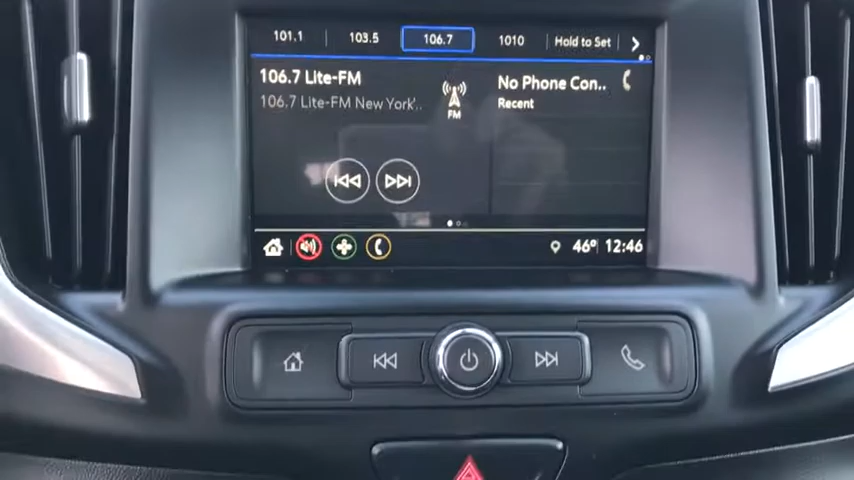 101.1 103.5 106.7 1010 Hold to Set
106.7 Lite-FM
106.7 Lite-FM New York'..
FM
No Phone Con...
Recent
46° 12:46